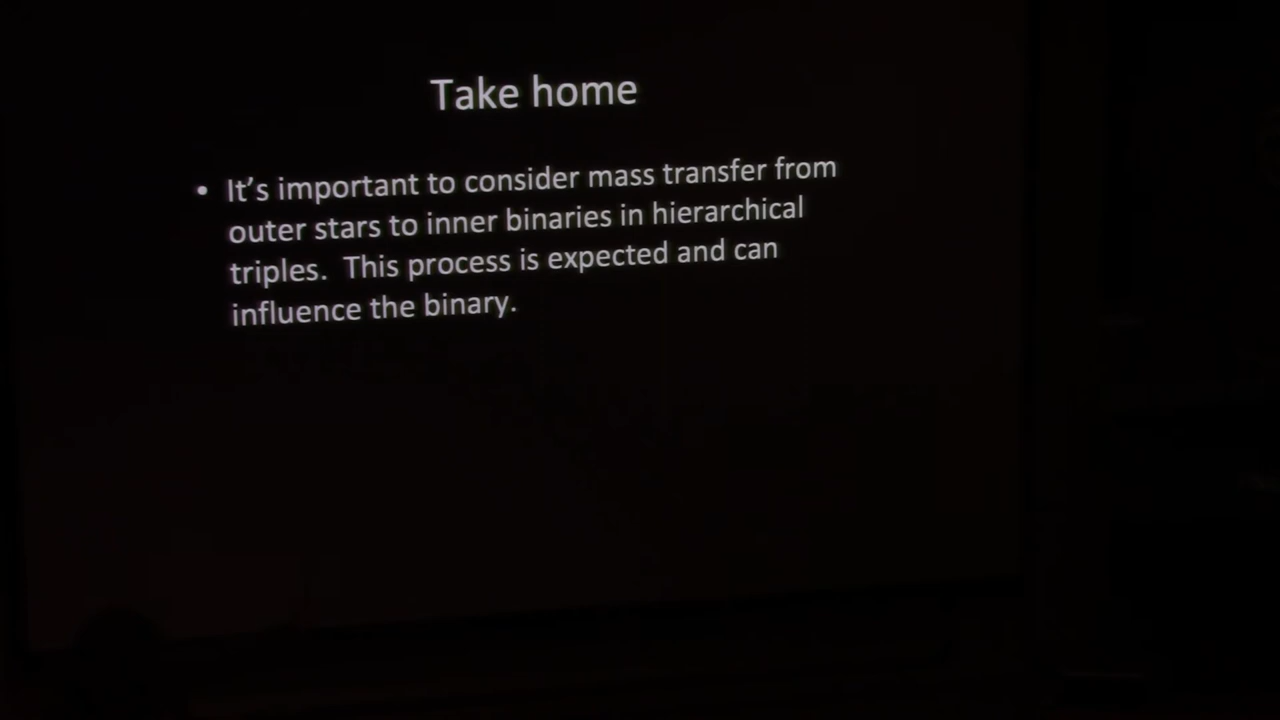 Take home
• It's important to consider mass transfer from
outer stars to inner binaries in hierarchical
triples.  This process is expected and can
influence the binary.